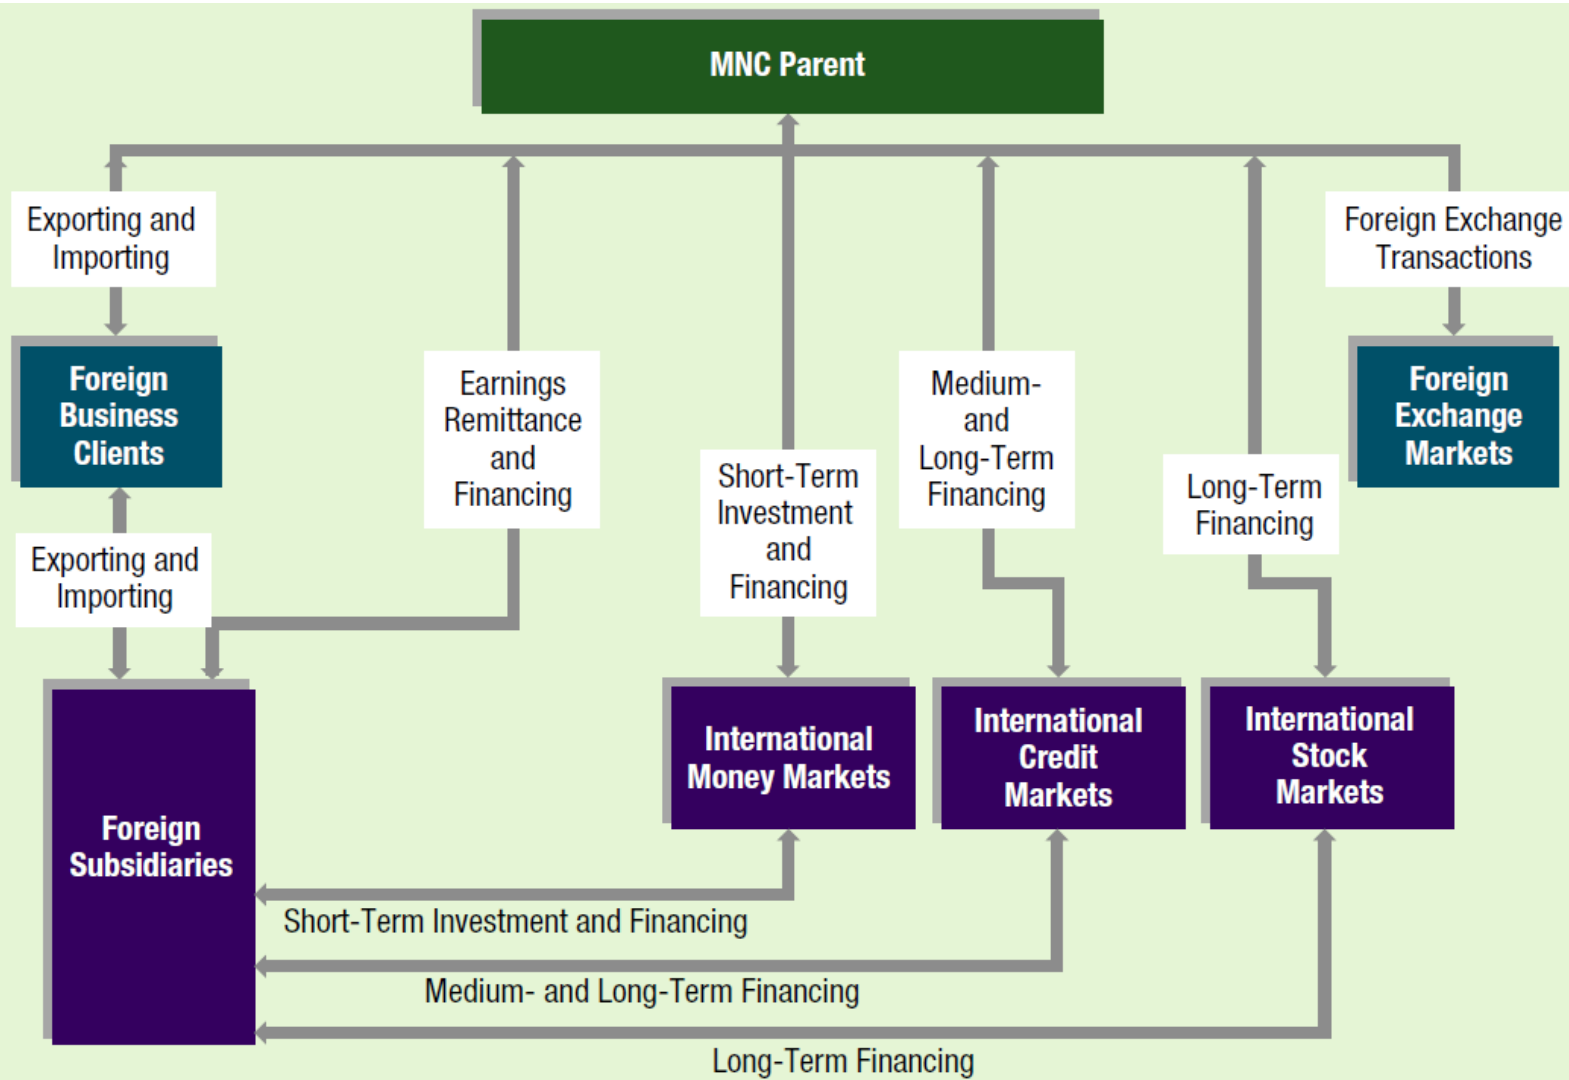 MNC Parent
Exporting and
Importing
Foreign Exchange
Transactions
Foreign
Business
Clients
Earnings
Remittance
and
Financing
Medium-
and
Long-Term
Financing
Foreign
Exchange
Markets
Short-Term
Investment
and
Financing
Long-Term
Financing
Exporting and
Importing
International
Money Markets
International
Credit
Markets
International
Stock
Markets
Foreign
Subsidiaries
Short-Term Investment and Financing
Medium- and Long-Term Financing
Long-Term Financing